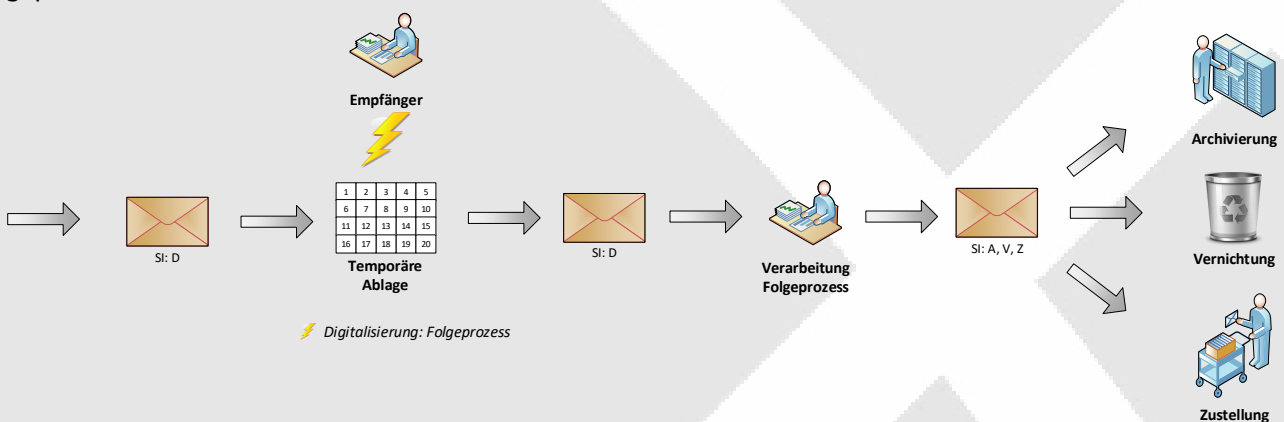 Empfänger
1 2 3 4 5
6 7 8 9 10
11 12 13 14 15
16 17 18 19 20
Temporäre
Ablage
SI: D
SI: D
Verarbeitung
Folgeprozess
SI: A, V, Z
Archivierung
Vernichtung
Zustellung
Digitalisierung: Folgeprozess